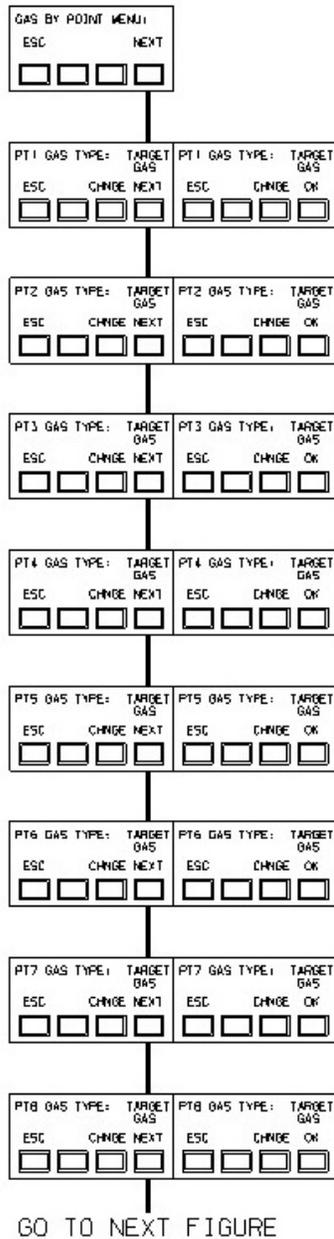 GAS BY POINT MENU:
ESC NEXT
PT1 GAS TYPE: TARGET GAS PT1 GAS TYPE: TARGET GAS
ESC CHNGE NEXT ESC CHNGE OK
PT2 GAS TYPE: TARGET GAS PT2 GAS TYPE: TARGET GAS
ESC CHNGE NEXT ESC CHNGE OK
PT3 GAS TYPE: TARGET GAS PT3 GAS TYPE: TARGET GAS
ESC CHNGE NEXT ESC CHNGE OK
PT4 GAS TYPE: TARGET GAS PT4 GAS TYPE: TARGET GAS
ESC CHNGE NEXT ESC CHNGE OK
PT5 GAS TYPE: TARGET GAS PT5 GAS TYPE: TARGET GAS
ESC CHNGE NEXT ESC CHNGE OK
PT6 GAS TYPE: TARGET GAS PT6 GAS TYPE: TARGET GAS
ESC CHNGE NEXT ESC CHNGE OK
PT7 GAS TYPE: TARGET GAS PT7 GAS TYPE: TARGET GAS
ESC CHNGE NEXT ESC CHNGE OK
PT8 GAS TYPE: TARGET GAS PT8 GAS TYPE: TARGET GAS
ESC CHNGE NEXT ESC CHNGE OK
GO TO NEXT FIGURE